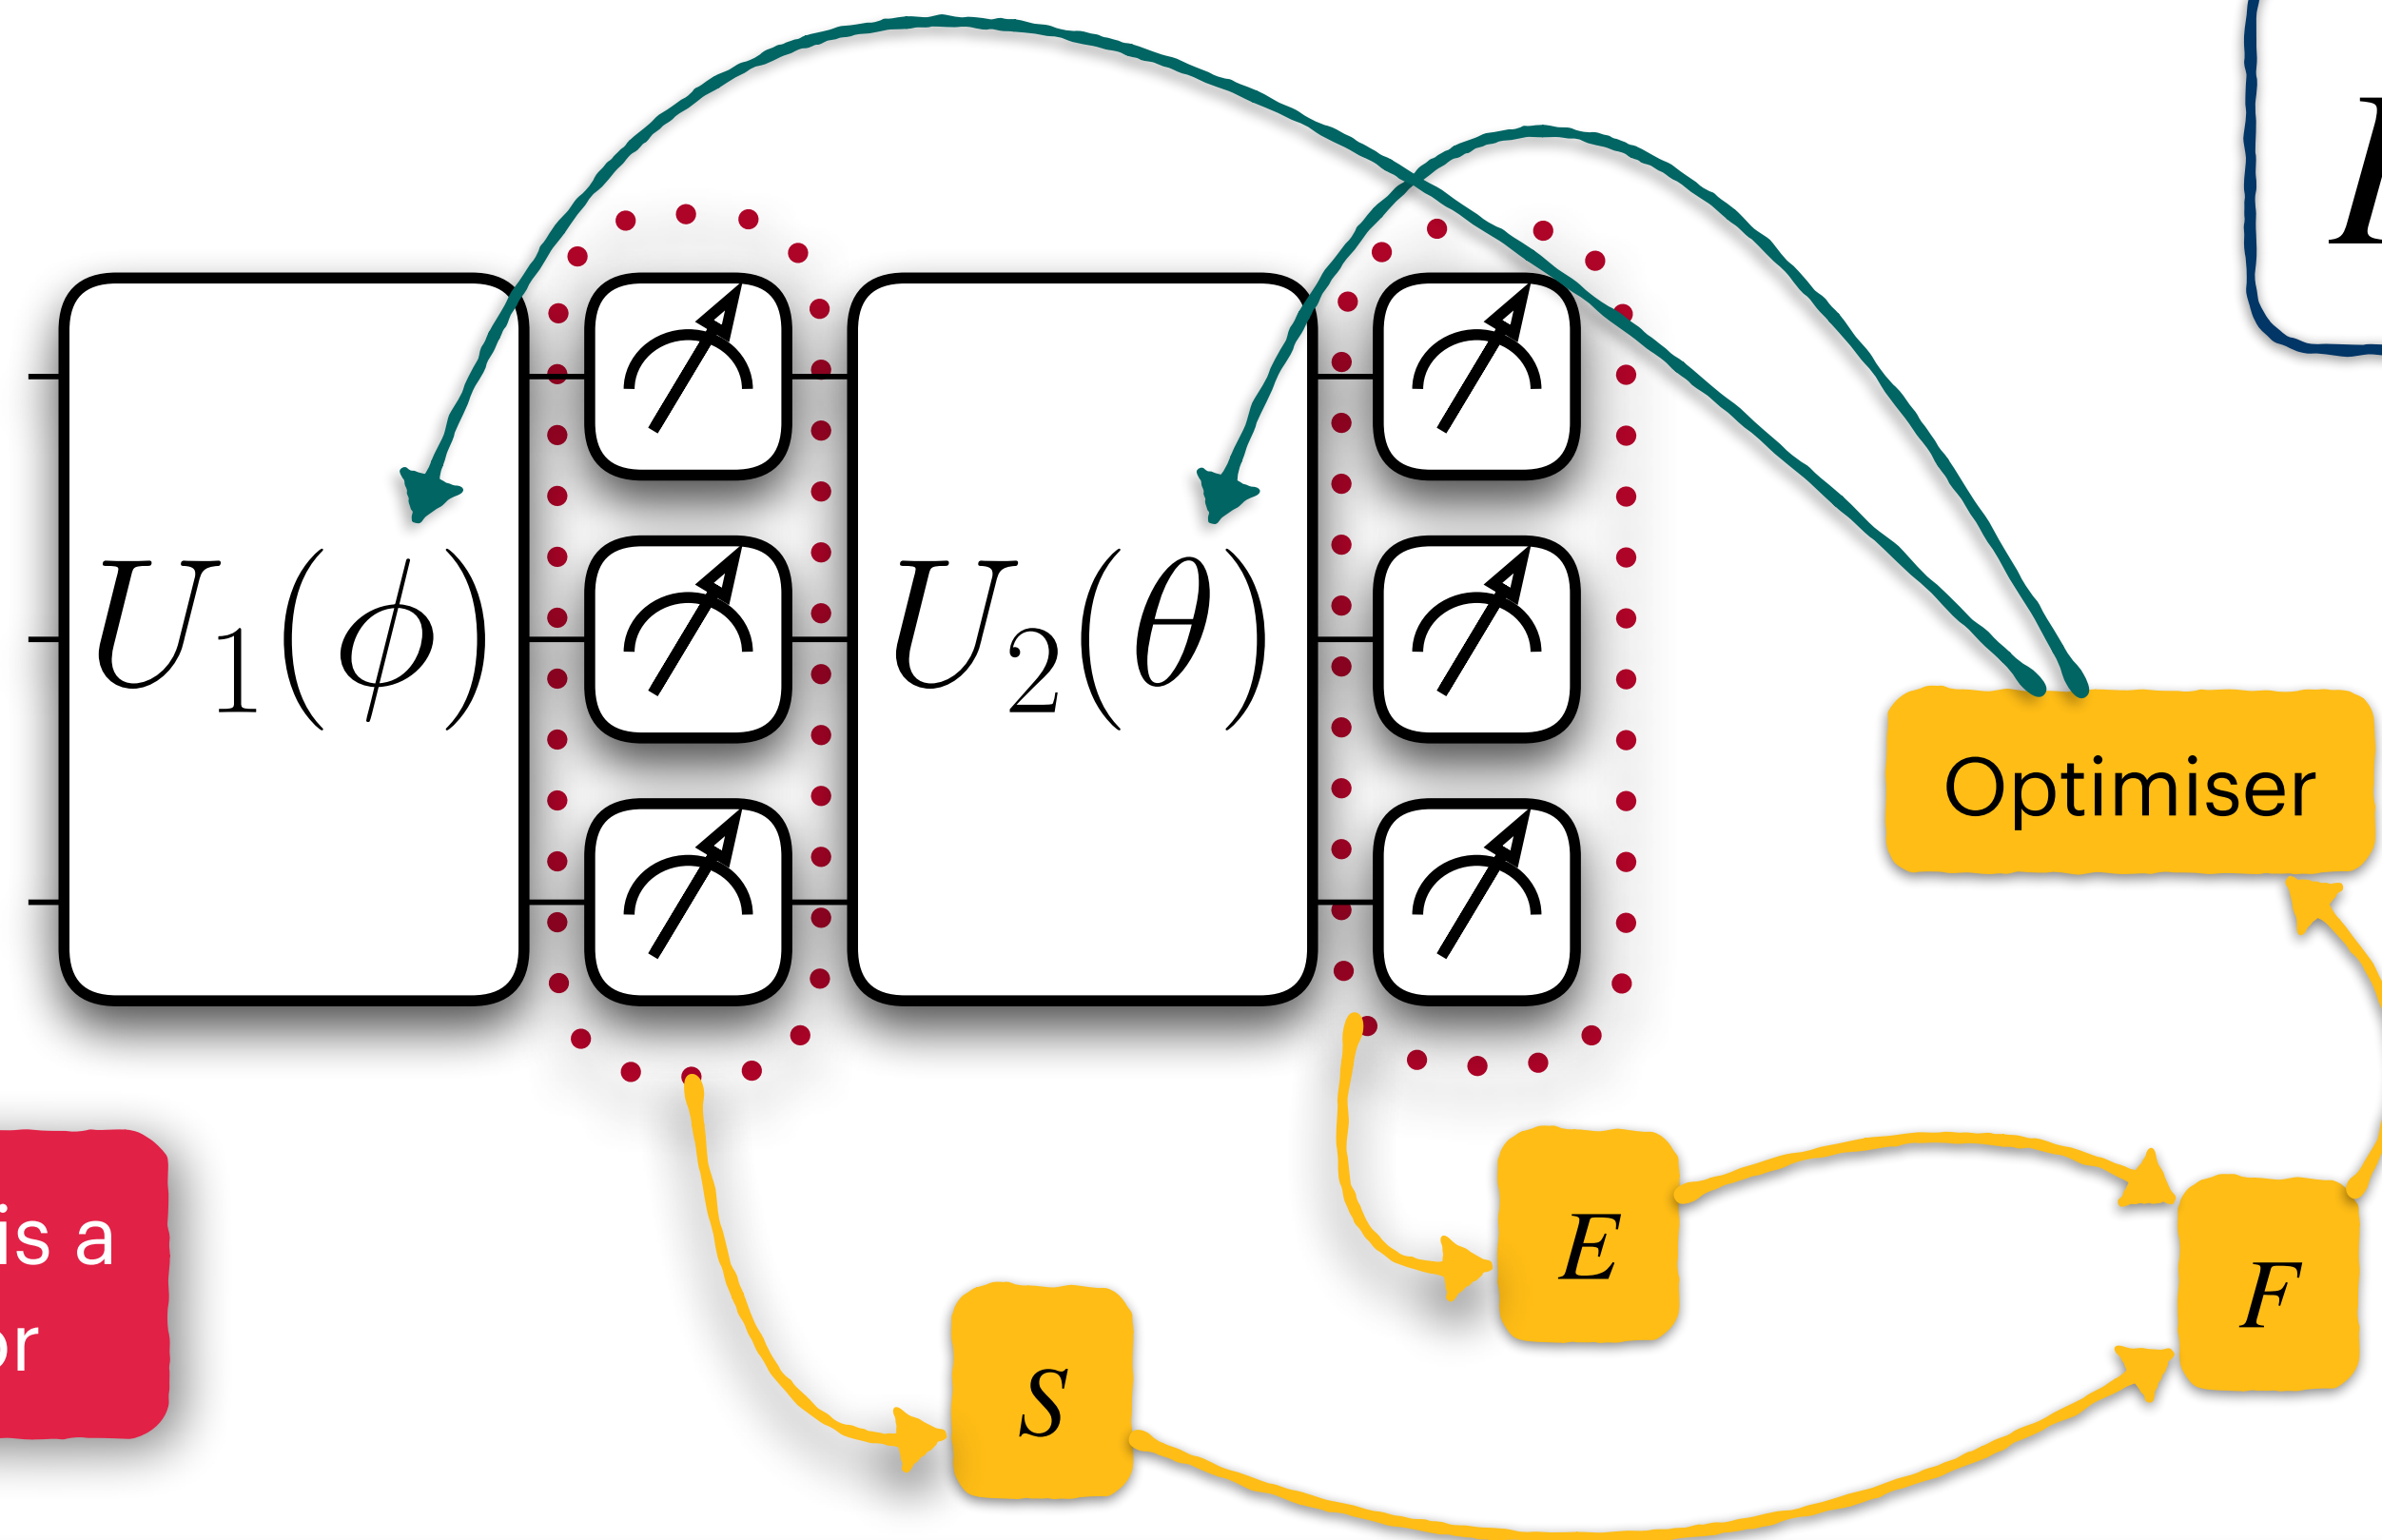 U₁(ϕ)
U₂(θ)
Optimiser
E
F
S
is a